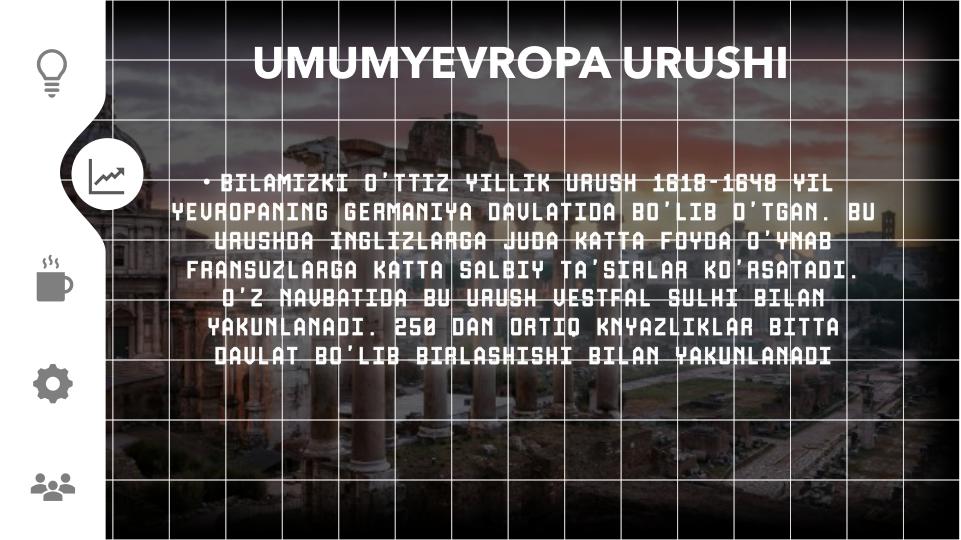 UMUMYEVROPA URUSHI
• BILAMIZKI O'TTIZ YILLIK URUSH 1618-1648 YIL
YEVROPANING GERMANIYA DAVLATIDA BO'LIB O'TGAN. BU
URUSHDA INGLIZLARGA JUDA KATTA FOYDA O'YNAB
FRANSUZLARGA KATTA SALBIY TA'SIRLAR KO'RSATADI.
O'Z NAVBATIDA BU URUSH VESTFAL SULHI BILAN
YAKUNLANADI. 250 DAN ORTIQ KNYAZLIKLAR BITTA
DAVLAT BO'LIB BIRLASHISHI BILAN YAKUNLANADI